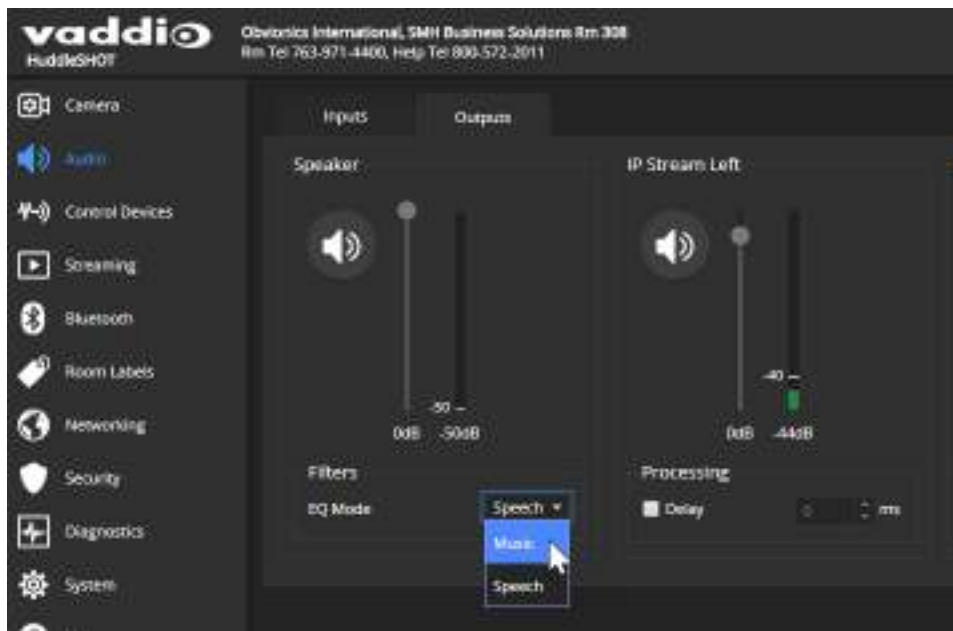 vaddio
HuddleSHOT
Obvionics International, SMH Business Solutions Rm 308
Rm Tel 763-971-4400, Help Tel 800-572-2011
Camera
Audio
Control Devices
Streaming
Bluetooth
Room Labels
Networking
Security
Diagnostics
System
Inputs
Outputs
Speaker
-50
0dB
-50dB
Filters
EQ Mode
Speech
Music
Speech
IP Stream Left
-40
0dB
-44dB
Processing
Delay
0
ms